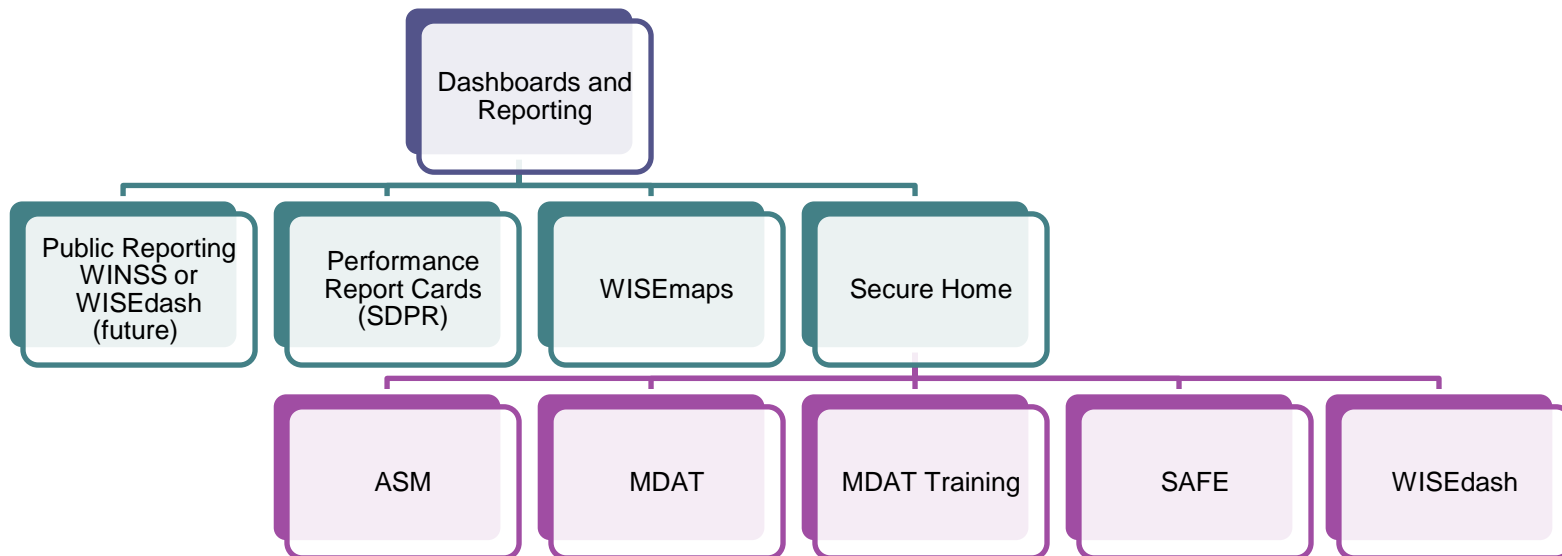 Dashboards and
Reporting
Public Reporting
WINSS or
WISEdash
(future)
Performance
Report Cards
(SDPR)
WISEmaps
Secure Home
ASM
MDAT
MDAT Training
SAFE
WISEdash